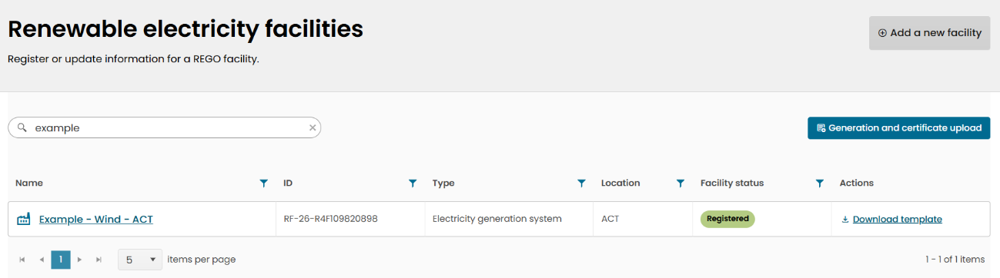 Renewable electricity facilities
Add a new facility
Register or update information for a REGO facility.
example
Generation and certificate upload
Name ID Type Location Facility status Actions
Example - Wind - ACT RF-26-R4F109820898 Electricity generation system ACT Registered Download template
1 5 items per page 1 - 1 of 1 items